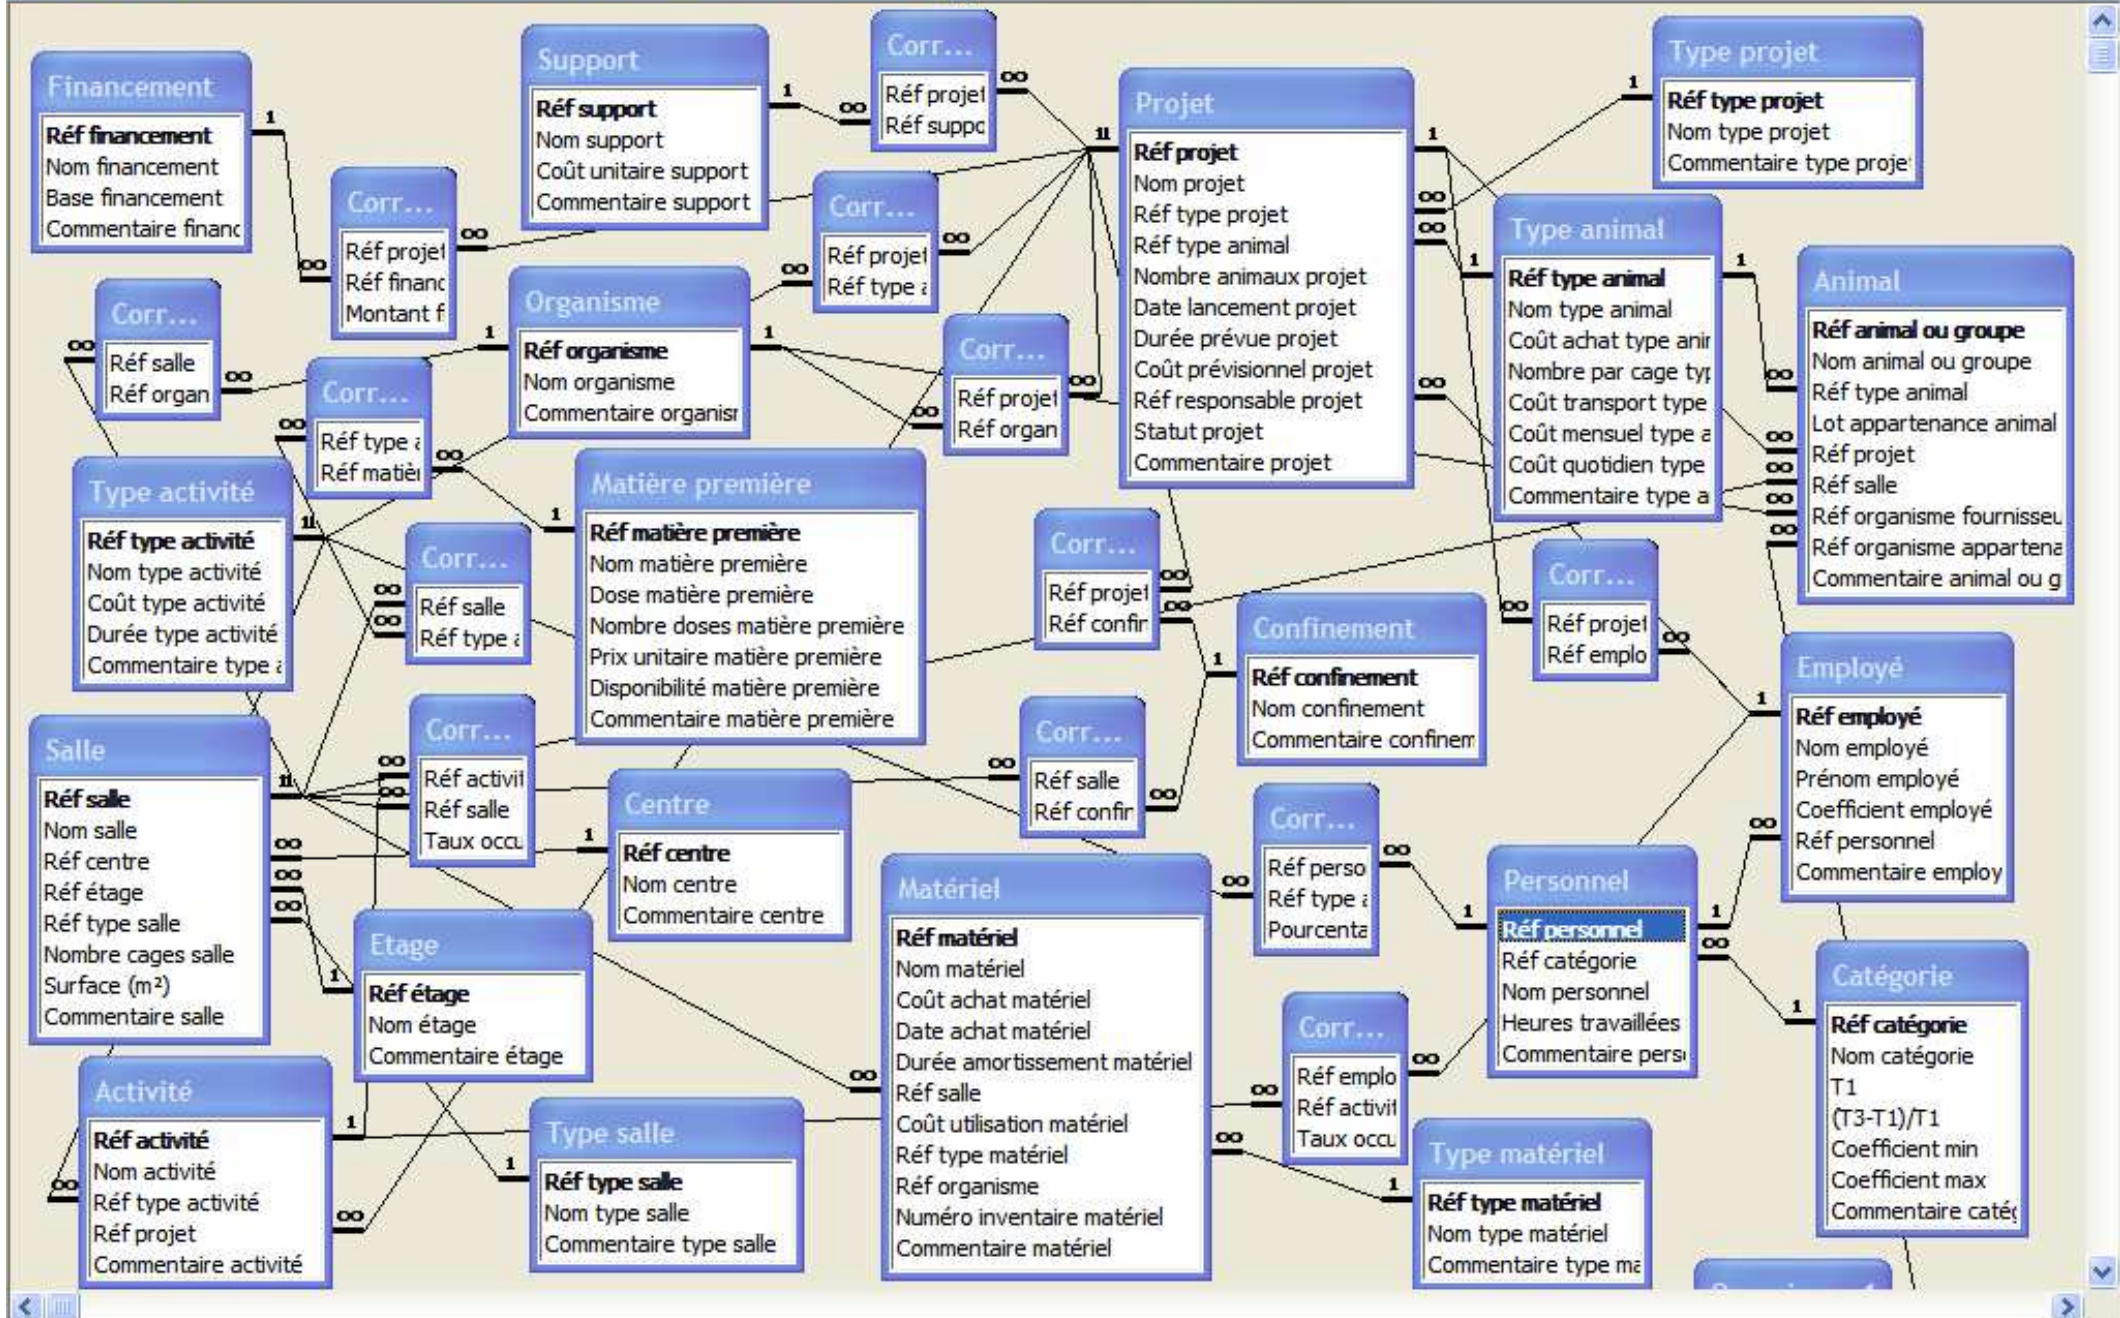 Financement
Réf financement
Nom financement
Base financement
Commentaire financ
Support
Réf support
Nom support
Coût unitaire support
Commentaire support
Corr...
Réf projet
Réf suppo
Projet
Réf projet
Nom projet
Réf type projet
Réf type animal
Nombre animaux projet
Date lancement projet
Durée prévue projet
Coût prévisionnel projet
Réf responsable projet
Statut projet
Commentaire projet
Type projet
Réf type projet
Nom type projet
Commentaire type projet
Corr...
Réf projet
Réf financ
Montant f
Corr...
Réf projet
Réf type a
Type animal
Réf type animal
Nom type animal
Coût achat type anim
Nombre par cage typ
Coût transport type
Coût mensuel type a
Coût quotidien type
Commentaire type a
Animal
Réf animal ou groupe
Nom animal ou groupe
Réf type animal
Lot appartenance animal
Réf projet
Réf salle
Réf organisme fournisseu
Réf organisme appartena
Commentaire animal ou g
Corr...
Réf salle
Réf organ
Organisme
Réf organisme
Nom organisme
Commentaire organisr
Corr...
Réf projet
Réf organ
Corr...
Réf type a
Réf matièr
Type activité
Réf type activité
Nom type activité
Coût type activité
Durée type activité
Commentaire type a
Matière première
Réf matière première
Nom matière première
Dose matière première
Nombre doses matière première
Prix unitaire matière première
Disponibilité matière première
Commentaire matière première
Corr...
Réf salle
Réf type a
Corr...
Réf projet
Réf confin
Confinement
Réf confinement
Nom confinement
Commentaire confinem
Corr...
Réf projet
Réf emplo
Employé
Réf employé
Nom employé
Prénom employé
Coefficient employé
Réf personnel
Commentaire employ
Salle
Réf salle
Nom salle
Réf centre
Réf étage
Réf type salle
Nombre cages salle
Surface (m²)
Commentaire salle
Corr...
Réf activit
Réf salle
Taux occu
Centre
Réf centre
Nom centre
Commentaire centre
Corr...
Réf salle
Réf confin
Corr...
Réf perso
Réf type a
Pourcenta
Matériel
Réf matériel
Nom matériel
Coût achat matériel
Date achat matériel
Durée amortissement matériel
Réf salle
Coût utilisation matériel
Réf type matériel
Réf organisme
Numéro inventaire matériel
Commentaire matériel
Personnel
Réf personnel
Réf catégorie
Nom personnel
Heures travaillées
Commentaire perso
Catégorie
Réf catégorie
Nom catégorie
T1
(T3-T1)/T1
Coefficient min
Coefficient max
Commentaire catég
Etage
Réf étage
Nom étage
Commentaire étage
Corr...
Réf emplo
Réf activit
Taux occu
Activité
Réf activité
Nom activité
Réf type activité
Réf projet
Commentaire activité
Type salle
Réf type salle
Nom type salle
Commentaire type salle
Type matériel
Réf type matériel
Nom type matériel
Commentaire type ma